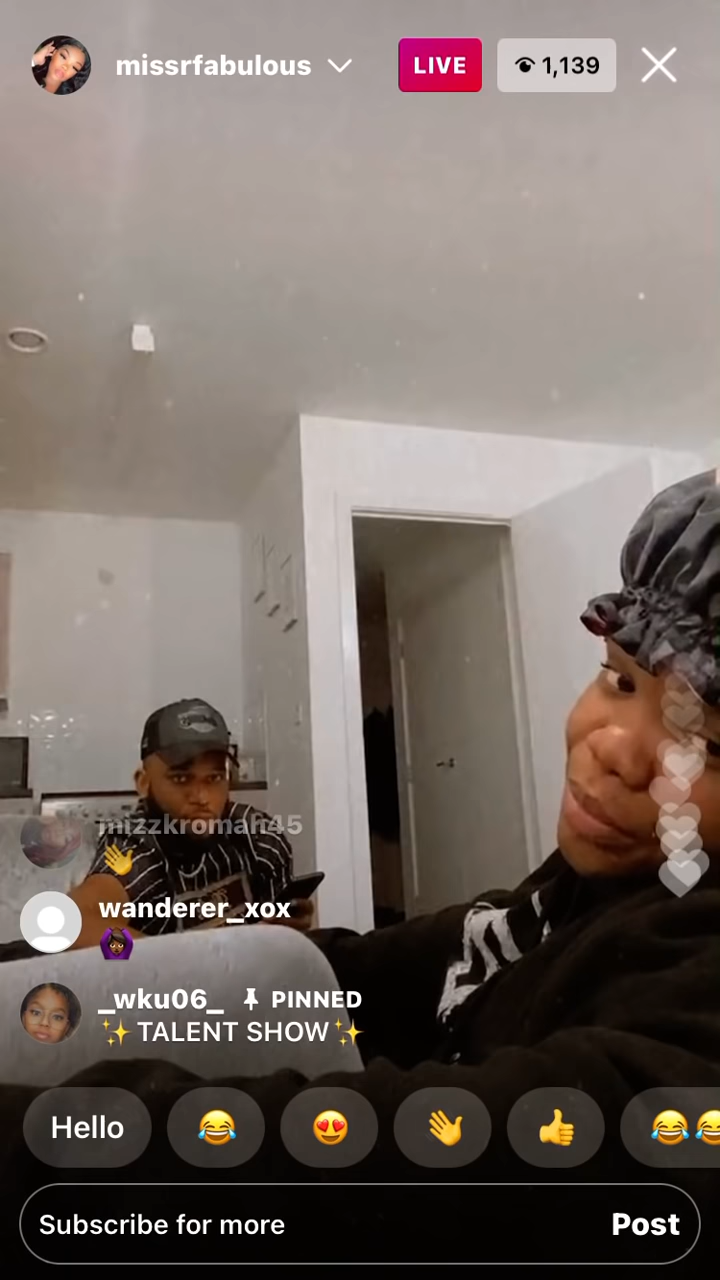 missrfabulous
LIVE
1,139
mizzkromah45
👋
wanderer_xox
🙆🏾‍♀️
_wku06_ 📌 PINNED
✨TALENT SHOW✨
Hello 😂 😍 👋 👍 😂😂
Subscribe for more
Post